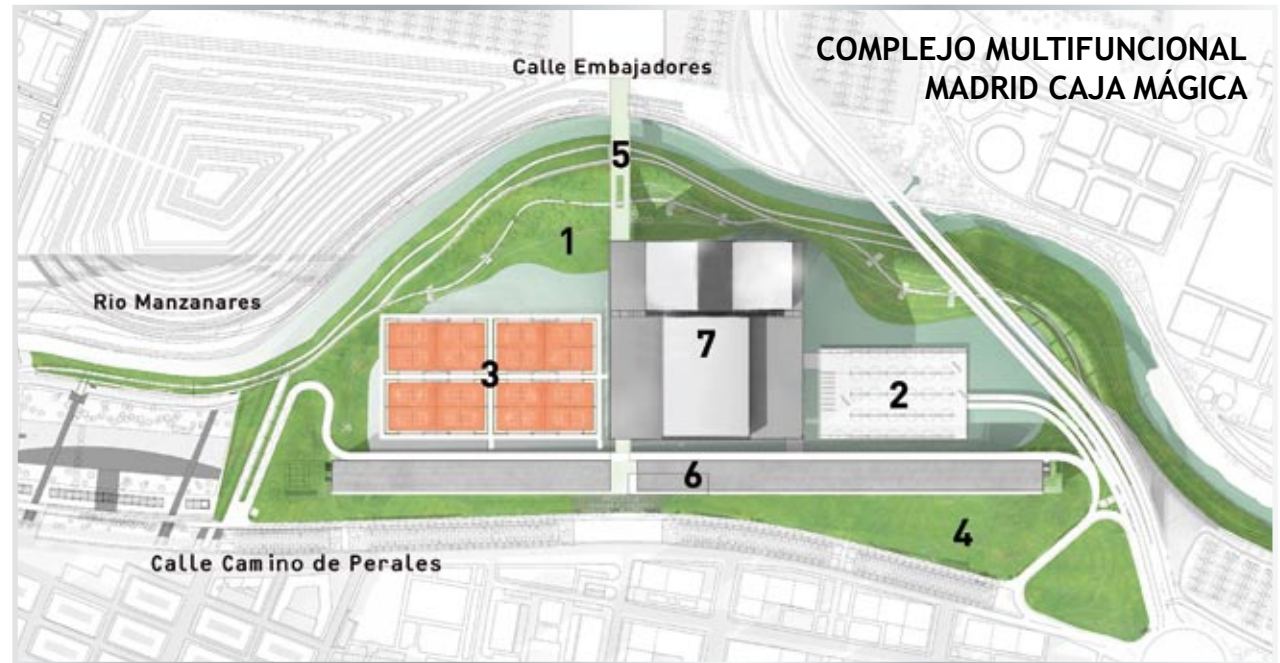 COMPLEJO MULTIFUNCIONAL
MADRID CAJA MÁGICA
Calle Embajadores
5
1
Rio Manzanares
7
3
2
6
4
Calle Camino de Perales